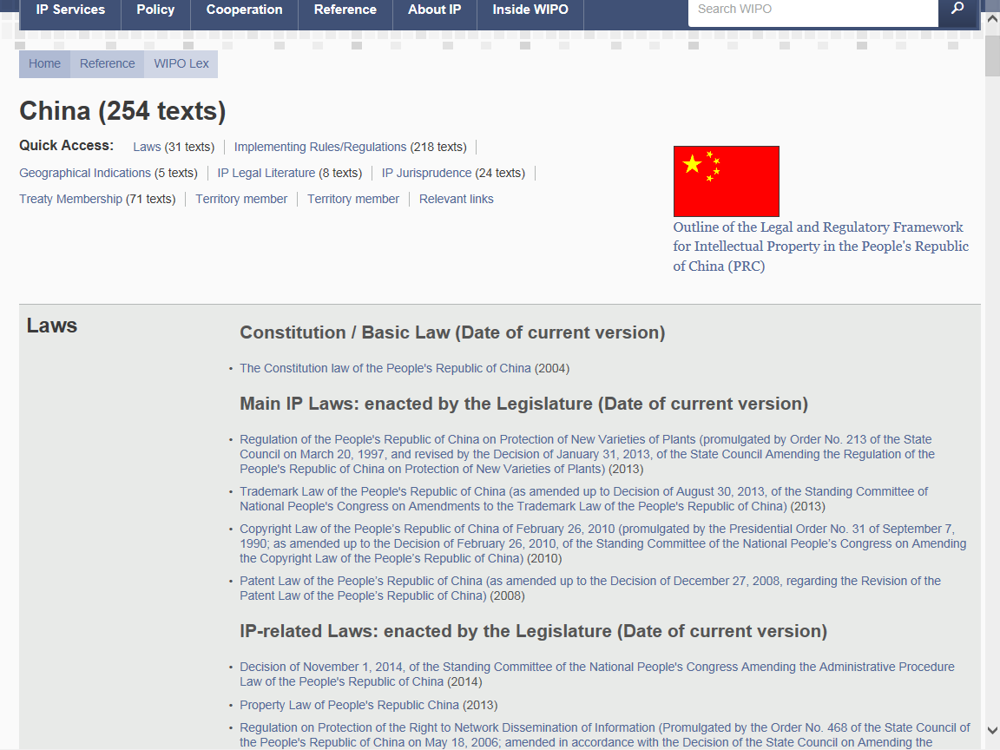 IP Services Policy Cooperation Reference About IP Inside WIPO Search WIPO
Home Reference WIPO Lex
China (254 texts)
Quick Access: Laws (31 texts) Implementing Rules/Regulations (218 texts)
Geographical Indications (5 texts) IP Legal Literature (8 texts) IP Jurisprudence (24 texts)
Treaty Membership (71 texts) Territory member Territory member Relevant links
Outline of the Legal and Regulatory Framework
for Intellectual Property in the People's Republic
of China (PRC)
Laws
Constitution / Basic Law (Date of current version)
• The Constitution law of the People's Republic of China (2004)
Main IP Laws: enacted by the Legislature (Date of current version)
• Regulation of the People's Republic of China on Protection of New Varieties of Plants (promulgated by Order No. 213 of the State
Council on March 20, 1997, and revised by the Decision of January 31, 2013, of the State Council Amending the Regulation of the
People's Republic of China on Protection of New Varieties of Plants) (2013)
• Trademark Law of the People's Republic of China (as amended up to Decision of August 30, 2013, of the Standing Committee of
National People's Congress on Amendments to the Trademark Law of the People's Republic of China) (2013)
• Copyright Law of the People’s Republic of China of February 26, 2010 (promulgated by the Presidential Order No. 31 of September 7,
1990; as amended up to the Decision of February 26, 2010, of the Standing Committee of the National People’s Congress on Amending
the Copyright Law of the People’s Republic of China) (2010)
• Patent Law of the People’s Republic of China (as amended up to the Decision of December 27, 2008, regarding the Revision of the
Patent Law of the People’s Republic of China) (2008)
IP-related Laws: enacted by the Legislature (Date of current version)
• Decision of November 1, 2014, of the Standing Committee of the National People's Congress Amending the Administrative Procedure
Law of the People's Republic of China (2014)
• Property Law of People's Republic China (2013)
• Regulation on Protection of the Right to Network Dissemination of Information (Promulgated by the Order No. 468 of the State Council of
the People's Republic of China on May 18, 2006; amended in accordance with the Decision of the State Council on Amending the